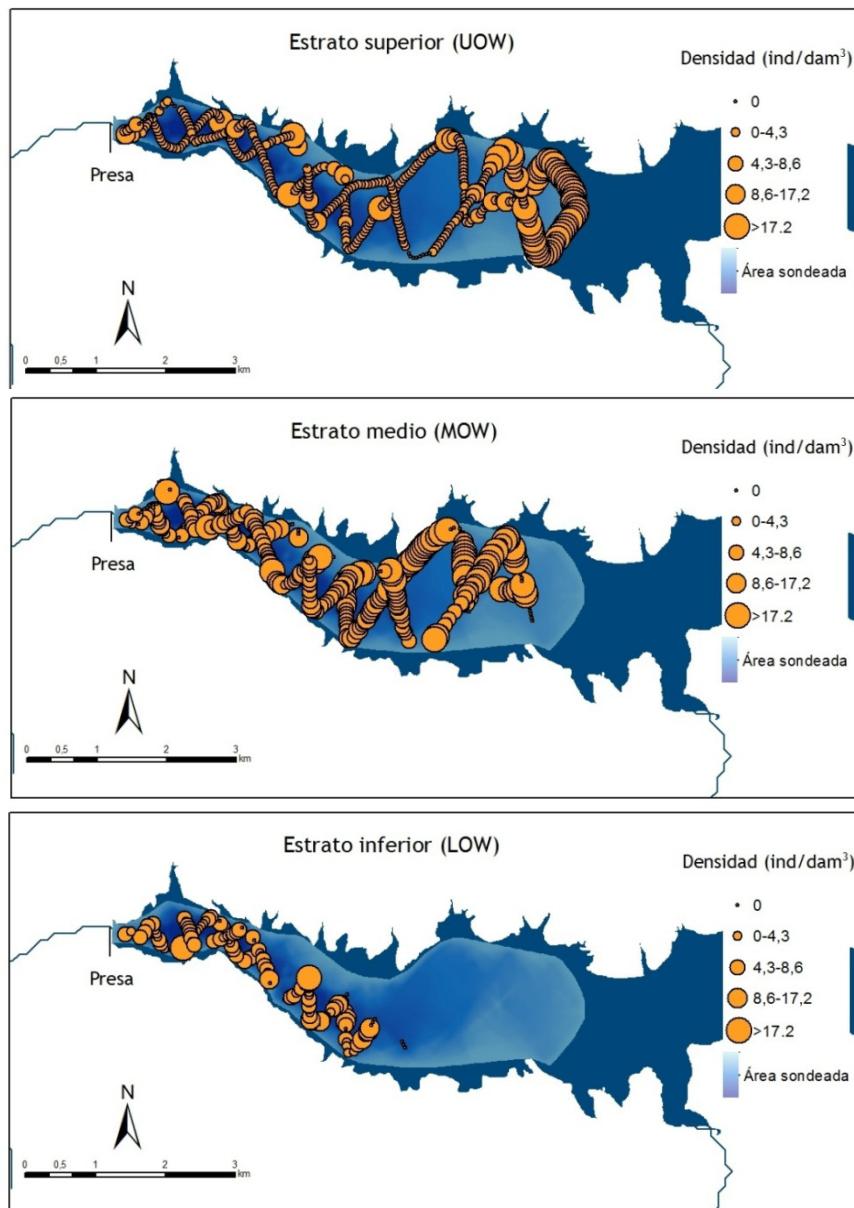 Estrato superior (UOW)
Densidad (ind/dam³)
0
0-4,3
4,3-8,6
8,6-17,2
>17.2
Área sondeada
Presa
N
0 0,5 1 2 3
km
Estrato medio (MOW)
Densidad (ind/dam³)
0
0-4,3
4,3-8,6
8,6-17,2
>17.2
Área sondeada
Presa
N
0 0,5 1 2 3
km
Estrato inferior (LOW)
Densidad (ind/dam³)
0
0-4,3
4,3-8,6
8,6-17,2
>17.2
Área sondeada
Presa
N
0 0,5 1 2 3
km